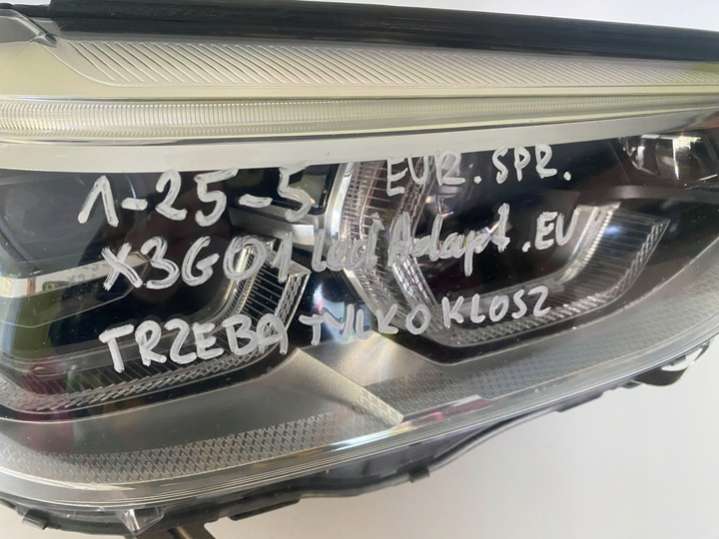 1-25-5 EUR. SPR.
X3G01 led Adapt. EU
TRZEBA TYLKO KLOSZ